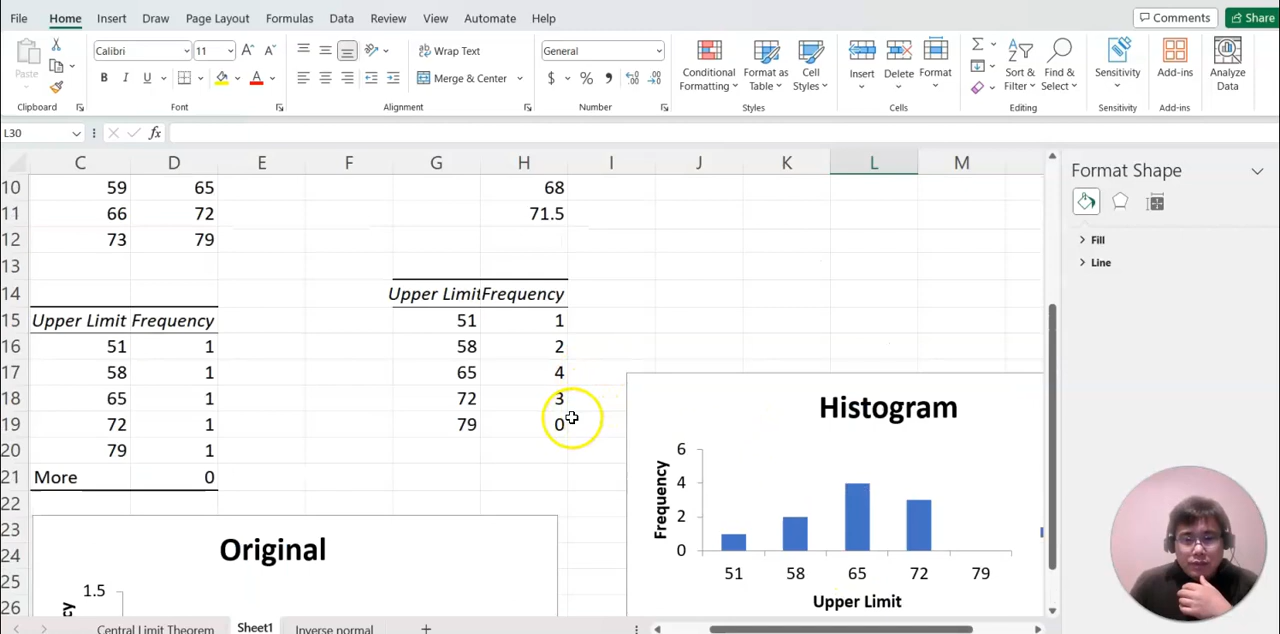 File Home Insert Draw Page Layout Formulas Data Review View Automate Help Comments Share
Paste Calibri 11 Wrap Text General Conditional Formatting Format as Table Cell Styles Insert Delete Format Sort & Filter Find & Select Sensitivity Add-ins Analyze Data
B I U Merge & Center $ %
Clipboard Font Alignment Number Styles Cells Editing Sensitivity Add-ins
L30 fx
C D E F G H I J K L M Format Shape
10 59 65 68
11 66 72 71.5
12 73 79
13
14 Upper Limit Frequency
15 Upper Limit Frequency 51 1
16 51 1 58 2
17 58 1 65 4
18 65 1 72 3
19 72 1 79 0
20 79 1
21 More 0
22
23
24
25
26
Fill
Line
Original
1.5
Histogram
Frequency
6
4
2
0
51 58 65 72 79
Upper Limit
Central Limit Theorem Sheet1 Inverse normal +